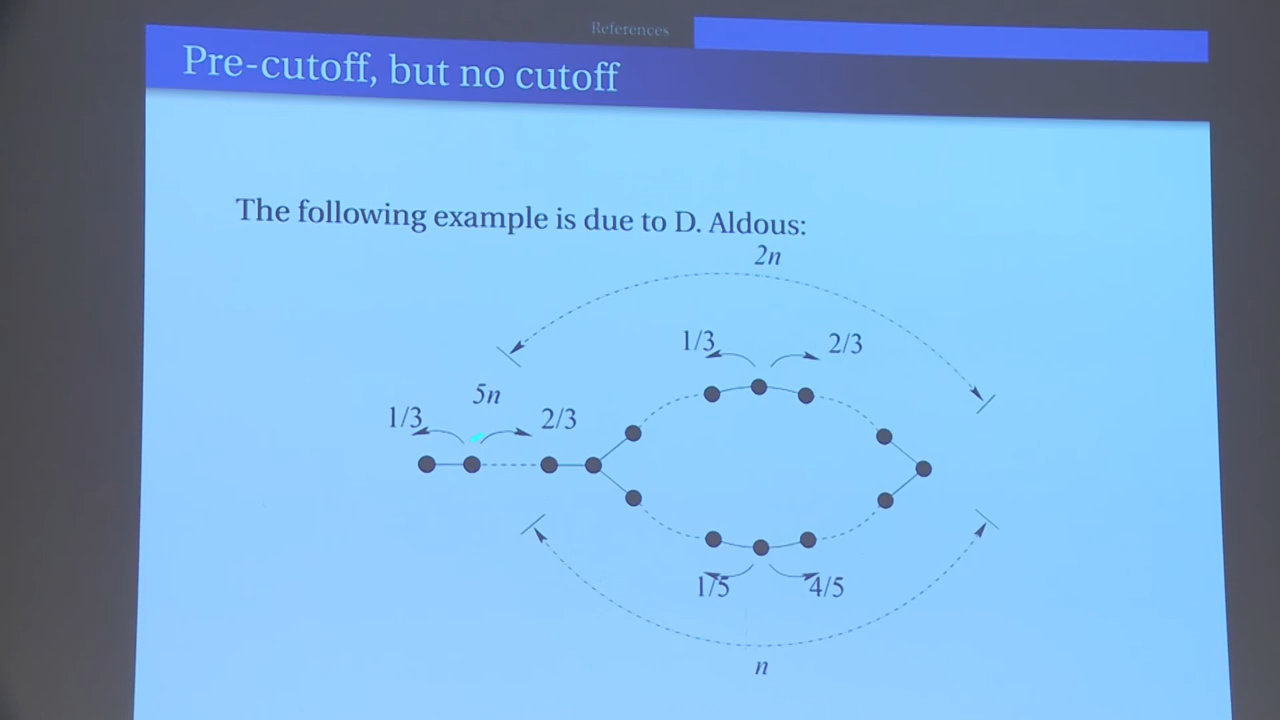 References
Pre-cutoff, but no cutoff
The following example is due to D. Aldous:
2n
1/3
2/3
5n
1/3
2/3
1/5
4/5
n